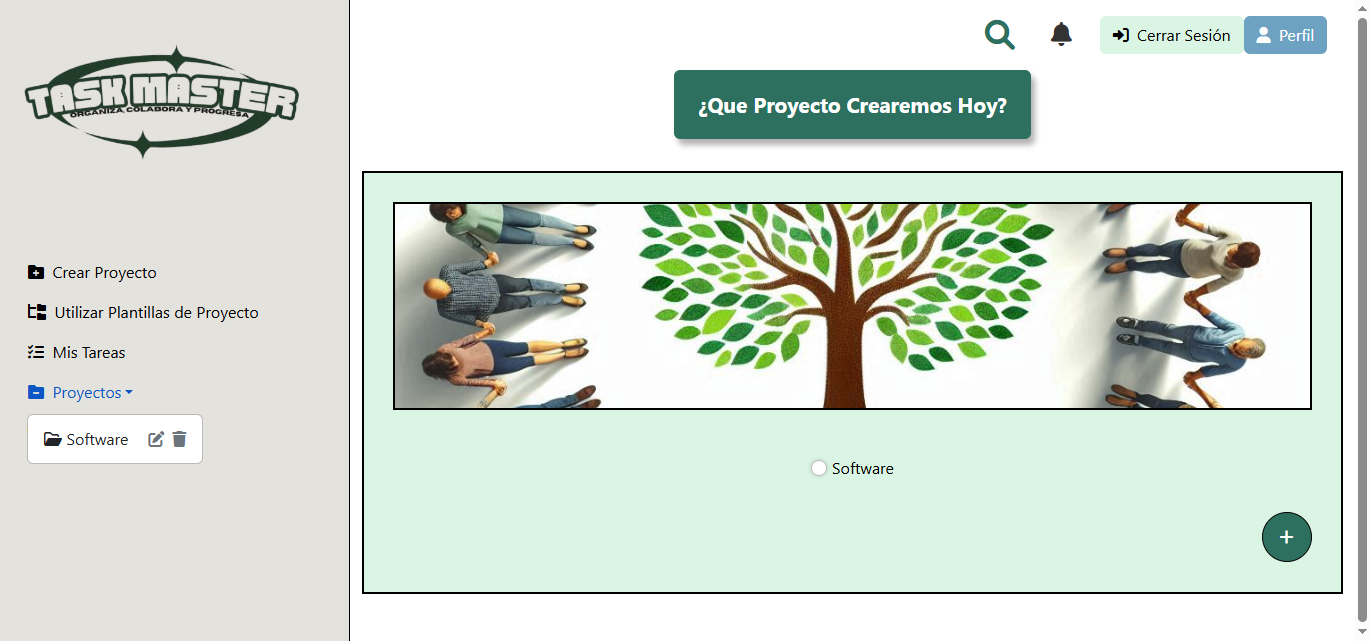 TASK MASTER
ORGANIZA, COLABORA Y PROGRESA
Crear Proyecto
Utilizar Plantillas de Proyecto
Mis Tareas
Proyectos
Software
Cerrar Sesión
Perfil
¿Que Proyecto Crearemos Hoy?
Software